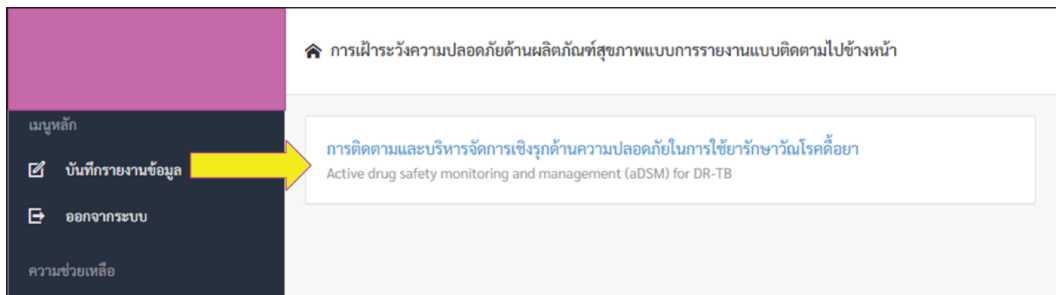 การเฝ้าระวังความปลอดภัยด้านผลิตภัณฑ์สุขภาพแบบการรายงานแบบติดตามไปข้างหน้า
เมนูหลัก
บันทึกรายงานข้อมูล
ออกจากระบบ
ความช่วยเหลือ
การติดตามและบริหารจัดการเชิงรุกด้านความปลอดภัยในการใช้ยารักษาวัณโรคดื้อยา
Active drug safety monitoring and management (aDSM) for DR-TB